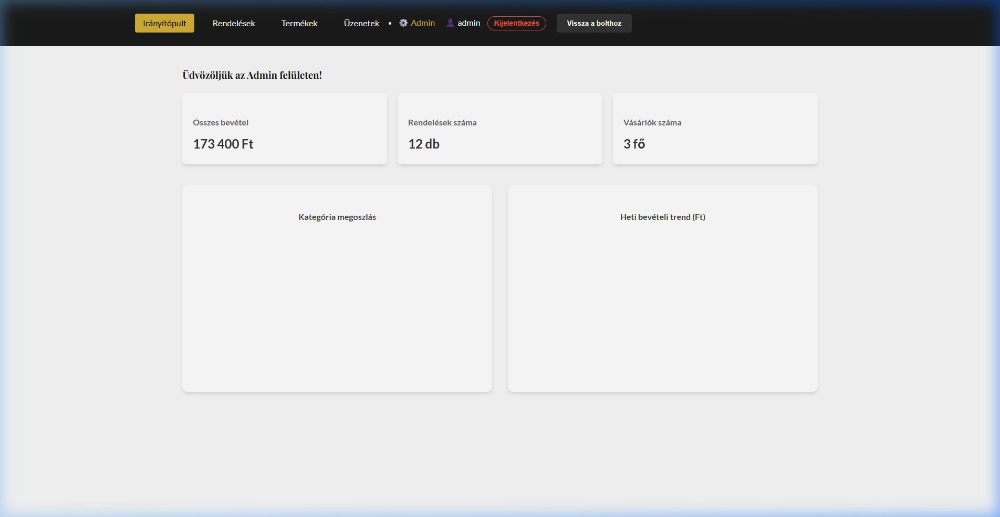 Irányítópult Rendelések Termékek Üzenetek • Admin admin Kijelentkezés Vissza a bolthoz
Üdvözöljük az Admin felületen!
Összes bevétel
173 400 Ft
Rendelések száma
12 db
Vásárlók száma
3 fő
Kategória megoszlás
Heti bevételi trend (Ft)